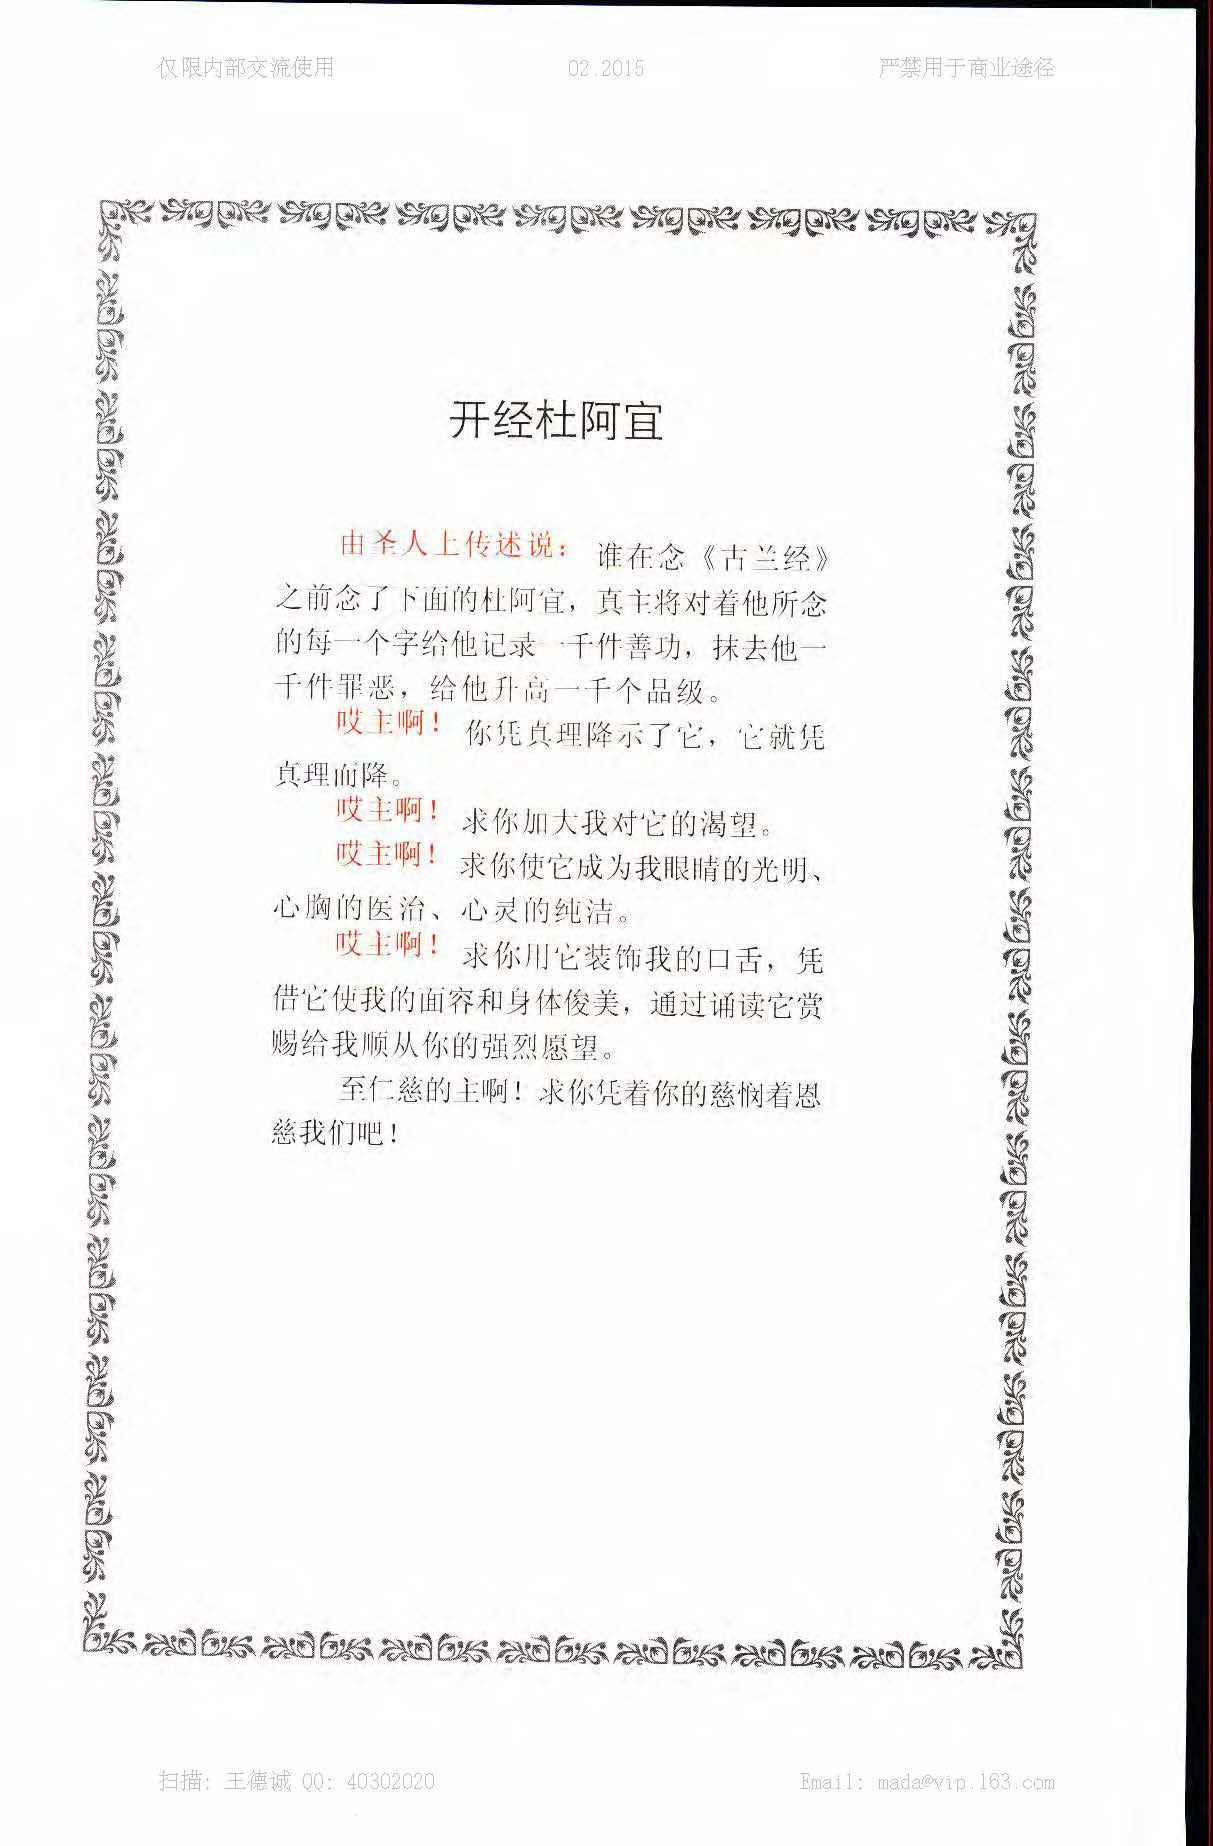 仅限内部交流使用 02.2015 严禁用于商业途径
开经杜阿宜
由圣人上传述说：谁在念《古兰经》
之前念了下面的杜阿宜，真主将对着他所念
的每一个字给他记录一千件善功，抹去他一
千件罪恶，给他升高一千个品级。
哎主啊！你凭真理降示了它，它就凭
真理而降。
哎主啊！求你加大我对它的渴望。
哎主啊！求你使它成为我眼睛的光明、
心胸的医治、心灵的纯洁。
哎主啊！求你用它装饰我的口舌，凭
借它使我的面容和身体俊美，通过诵读它赏
赐给我顺从你的强烈愿望。
至仁慈的主啊！求你凭着你的慈悯着恩
慈我们吧！
扫描: 王德诚 QQ: 40302020 Email: mada@vip.163.com